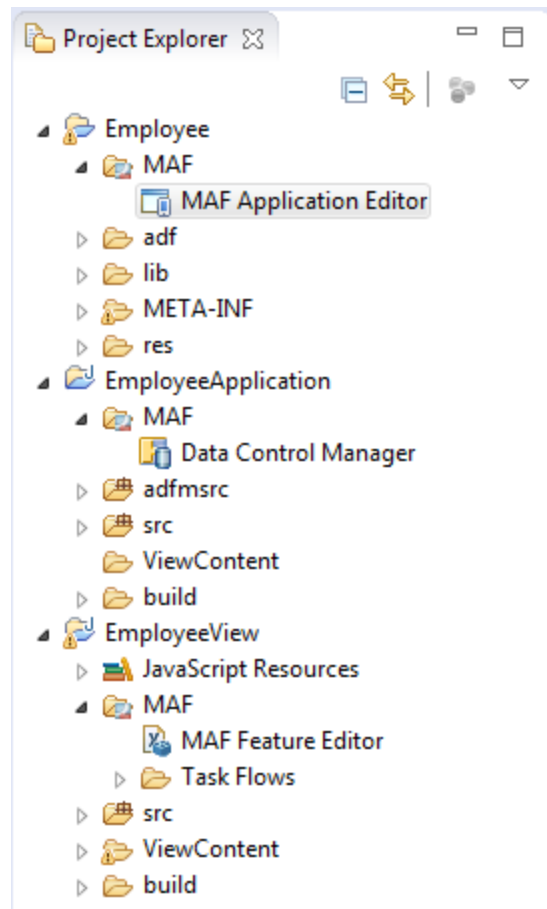 Project Explorer
Employee
MAF
MAF Application Editor
adf
lib
META-INF
res
EmployeeApplication
MAF
Data Control Manager
adfmsrc
src
ViewContent
build
EmployeeView
JavaScript Resources
MAF
MAF Feature Editor
Task Flows
src
ViewContent
build